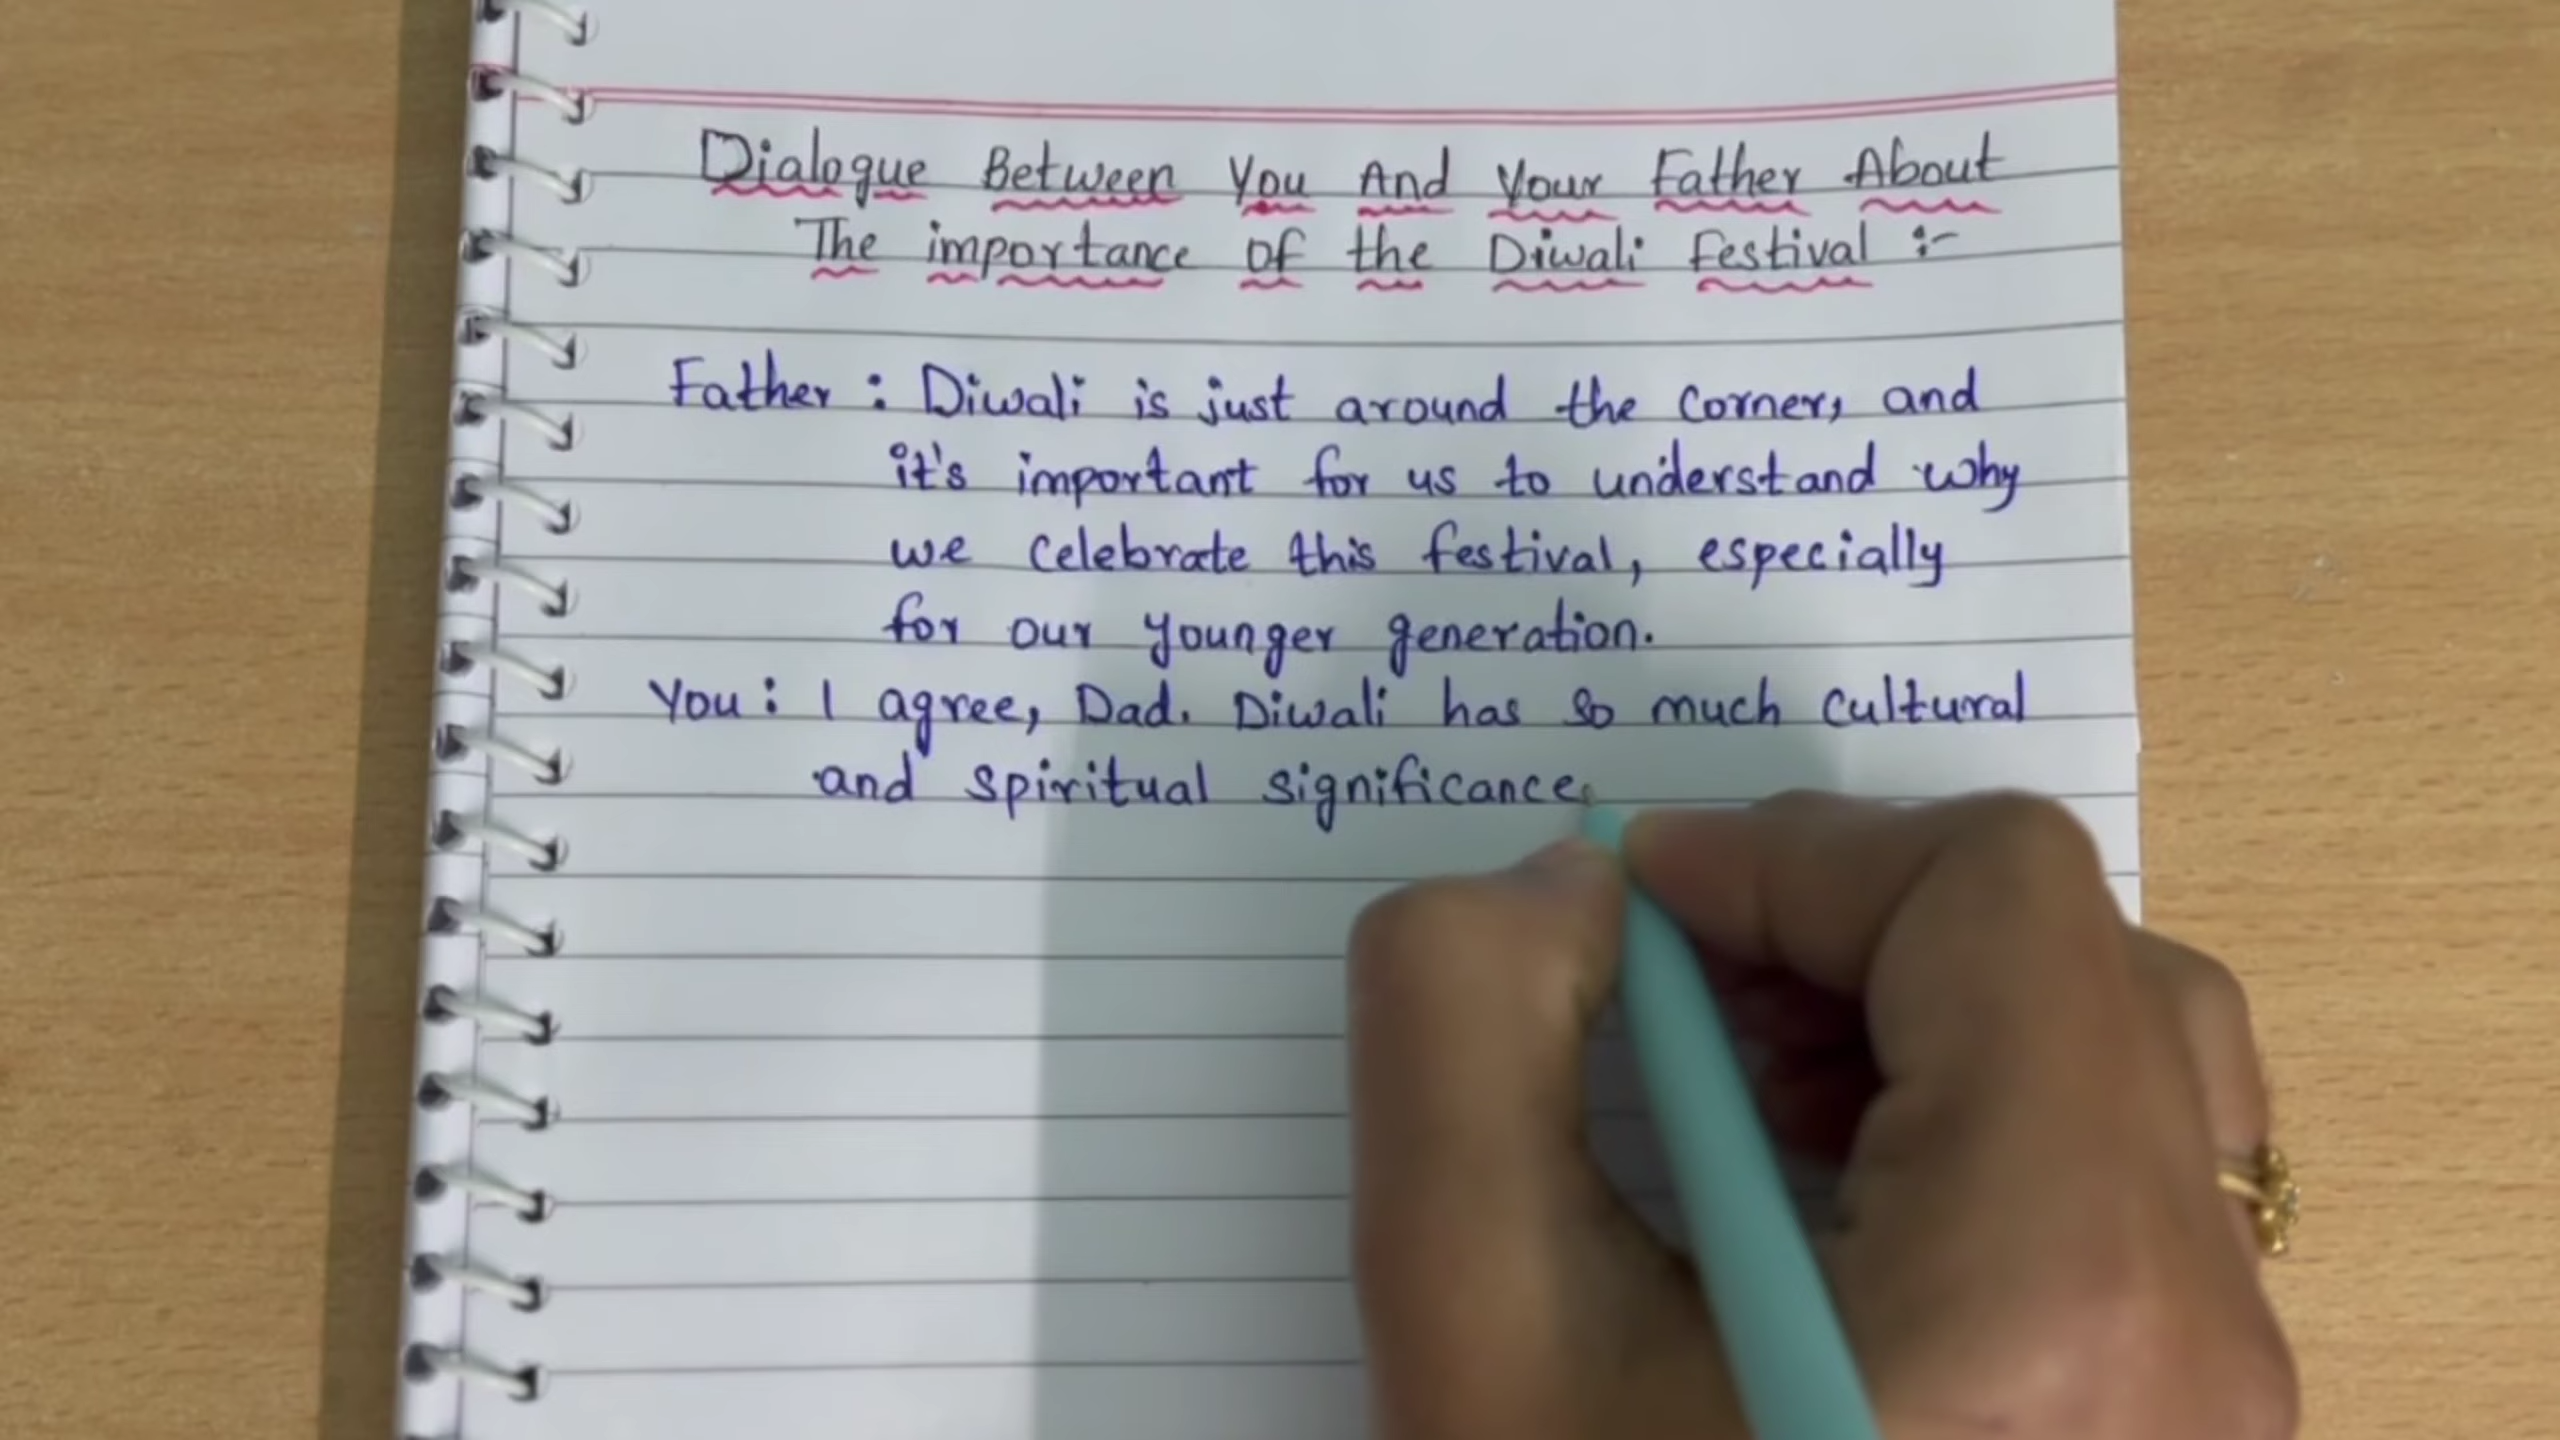 Dialogue Between You And Your Father About
The importance of the Diwali festival :-
Father : Diwali is just around the corner, and
it's important for us to understand why
we celebrate this festival, especially
for our younger generation.
You : I agree, Dad. Diwali has so much cultural
and spiritual significance